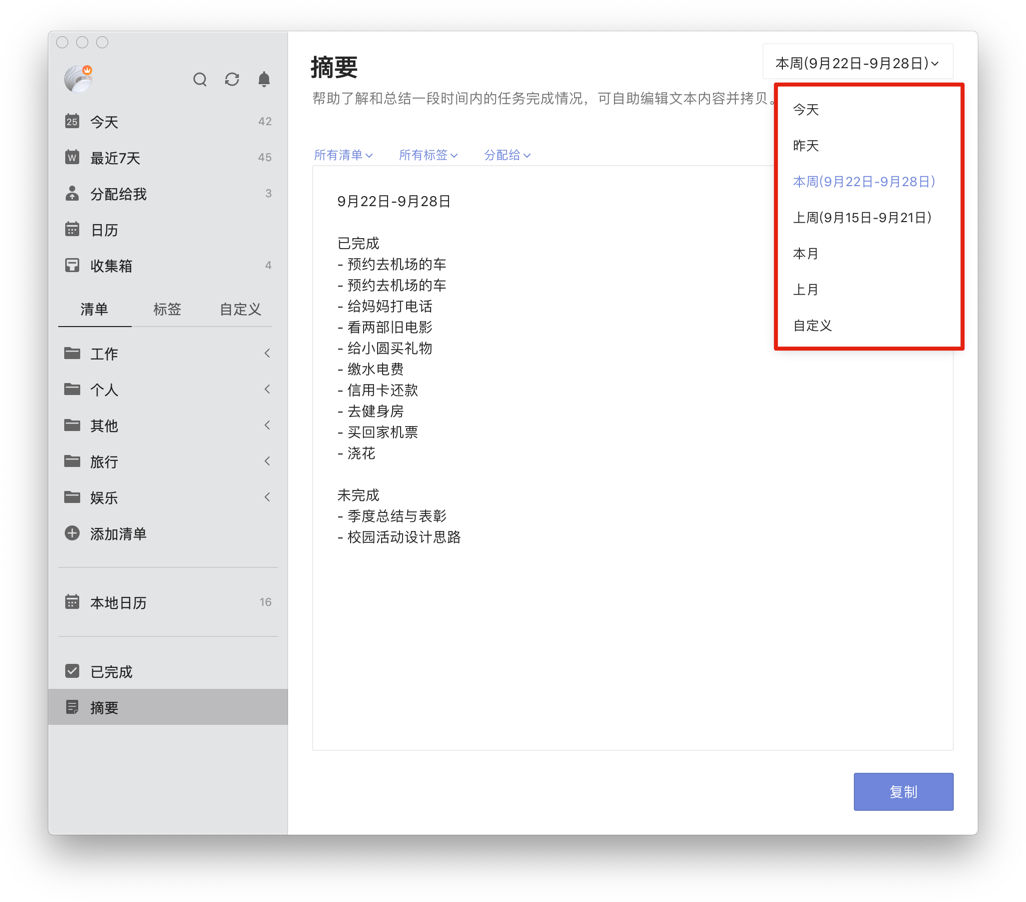 25 今天 42
W 最近7天 45
分配给我 3
日历
收集箱 4
清单 标签 自定义
工作
个人
其他
旅行
娱乐
添加清单
本地日历 16
已完成
摘要
摘要
本周(9月22日-9月28日)
帮助了解和总结一段时间内的任务完成情况，可自助编辑文本内容并拷贝。
所有清单 所有标签 分配给
今天
昨天
本周(9月22日-9月28日)
上周(9月15日-9月21日)
本月
上月
自定义
9月22日-9月28日
已完成
- 预约去机场的车
- 预约去机场的车
- 给妈妈打电话
- 看两部旧电影
- 给小圆买礼物
- 缴水电费
- 信用卡还款
- 去健身房
- 买回家机票
- 浇花
未完成
- 季度总结与表彰
- 校园活动设计思路
复制